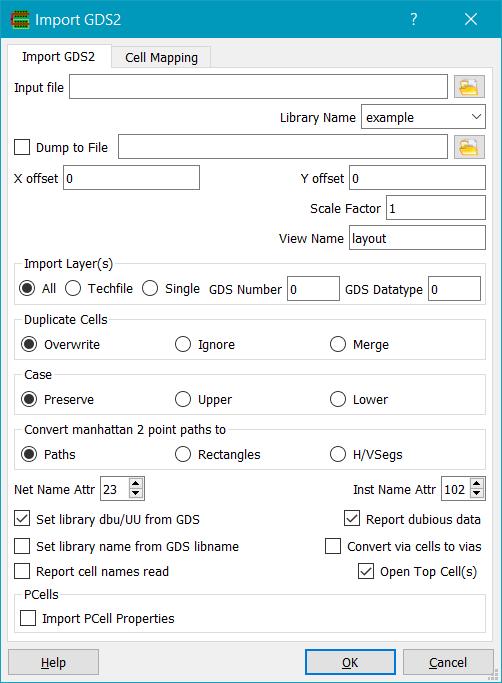 Import GDS2
Import GDS2 Cell Mapping
Input file
Library Name example
Dump to File
X offset 0 Y offset 0
Scale Factor 1
View Name layout
Import Layer(s)
All Techfile Single GDS Number 0 GDS Datatype 0
Duplicate Cells
Overwrite Ignore Merge
Case
Preserve Upper Lower
Convert manhattan 2 point paths to
Paths Rectangles H/VSegs
Net Name Attr 23 Inst Name Attr 102
Set library dbu/UU from GDS Report dubious data
Set library name from GDS libname Convert via cells to vias
Report cell names read Open Top Cell(s)
PCells
Import PCell Properties
Help OK Cancel